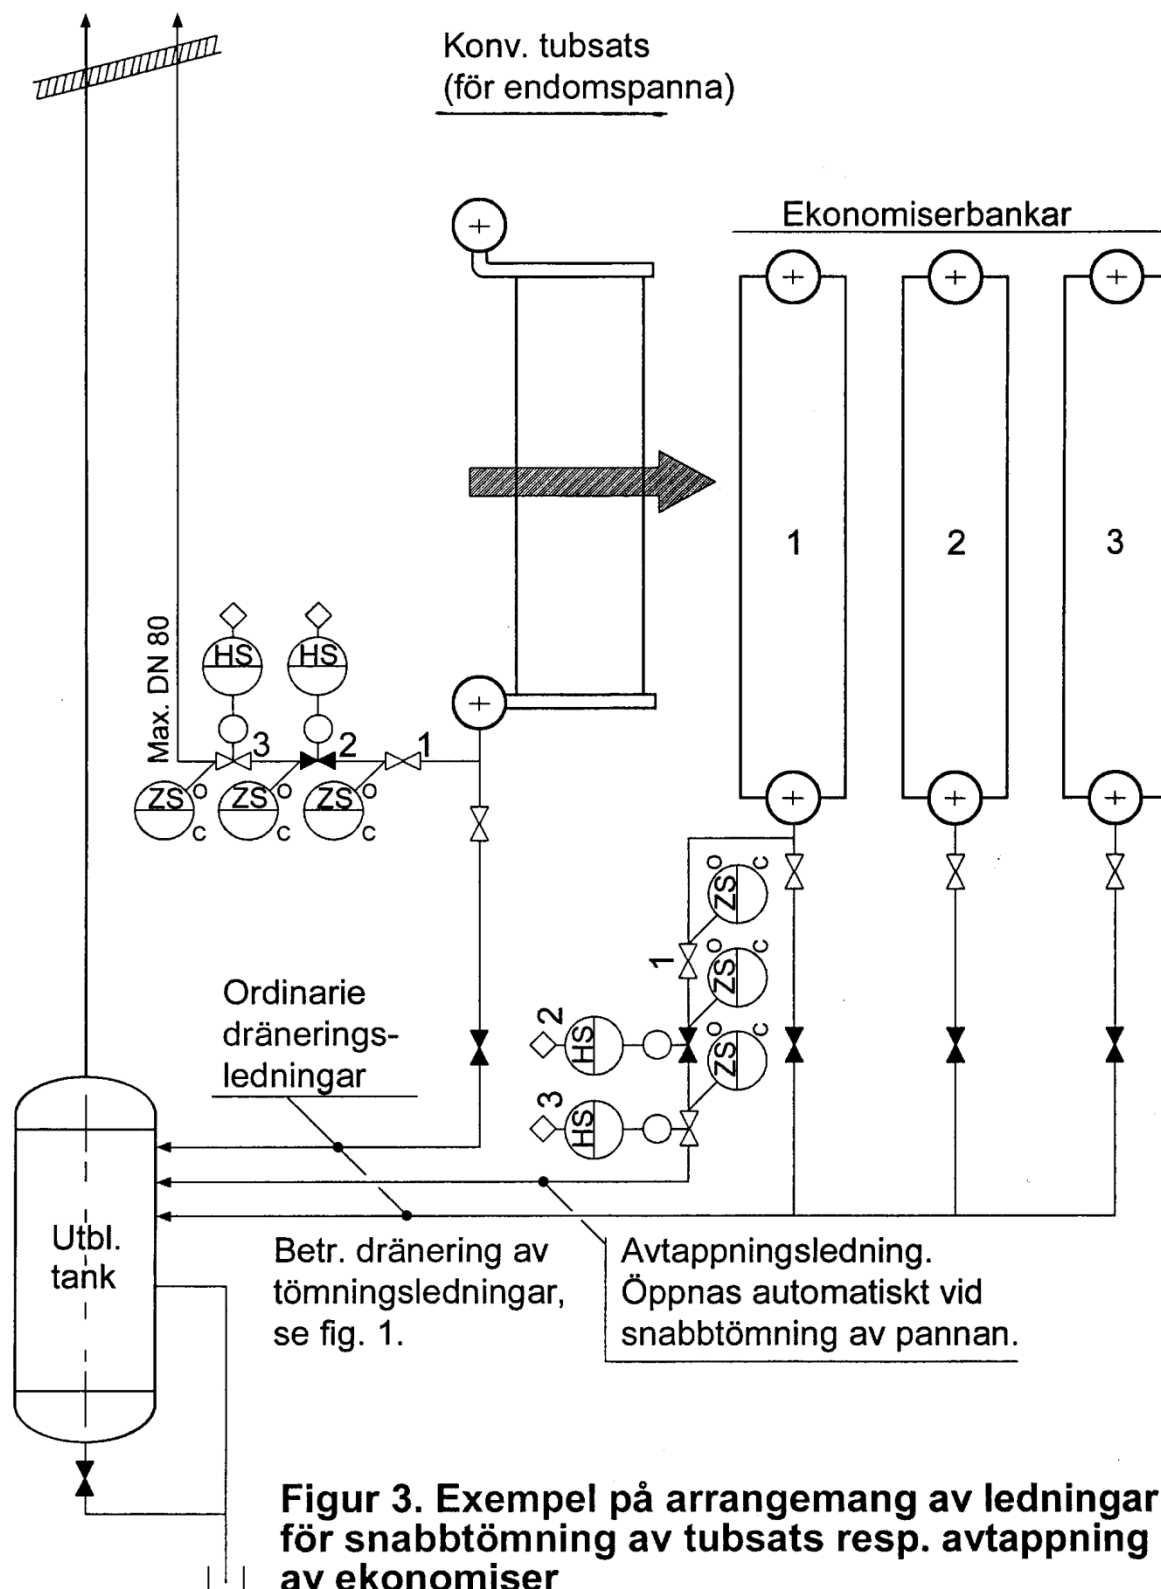 Konv. tubsats
(för endomspanna)
Ekonomiserbankar
1
2
3
Max. DN 80
HS
HS
3
2
1
ZS
O
C
ZS
O
C
ZS
O
C
ZS
O
C
1
ZS
O
C
2
HS
ZS
O
C
3
HS
Ordinarie
dränerings-
ledningar
Utbl.
tank
Betr. dränering av
tömningsledningar,
se fig. 1.
Avtappningsledning.
Öppnas automatiskt vid
snabbtömning av pannan.
Figur 3. Exempel på arrangemang av ledningar
för snabbtömning av tubsats resp. avtappning
av ekonomiser